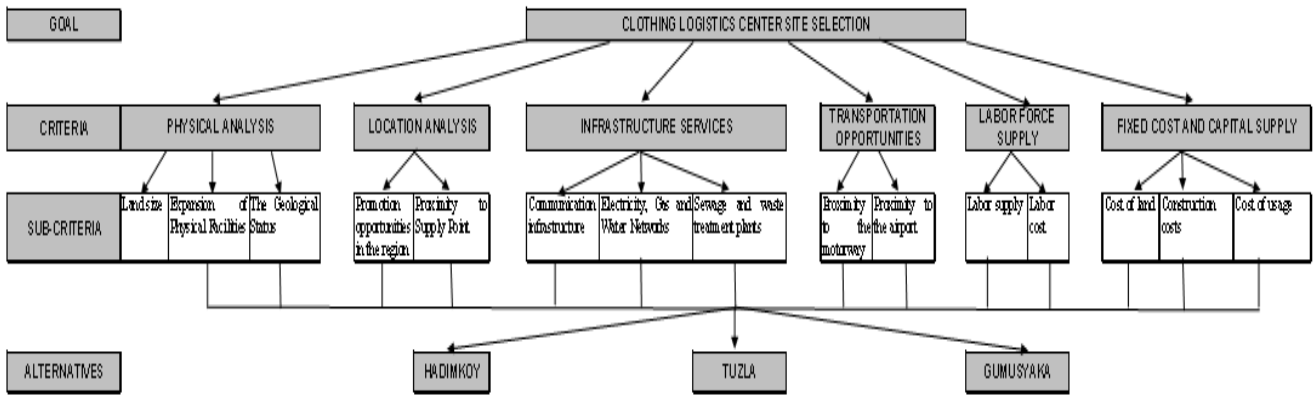 GOAL
CLOTHING LOGISTICS CENTER SITE SELECTION
CRITERIA
PHYSICAL ANALYSIS
LOCATION ANALYSIS
INFRASTRUCTURE SERVICES
TRANSPORTATION
OPPORTUNITIES
LABOR FORCE
SUPPLY
FIXED COST AND CAPITAL SUPPLY
SUB-CRITERIA
Land size
Expansion of
Physical Facilities
The Geological
Status
Promotion
opportunities
in the region
Proximity to
Supply Point
Communication
infrastructure
Electricity, Gas and
Water Networks
Sewage and waste
treatment plants
Proximity
to the
motorway
Proximity to
the airport
Labor supply
Labor
cost
Cost of land
Construction
costs
Cost of usage
ALTERNATIVES
HADIMKOY
TUZLA
GUMUSYAKA